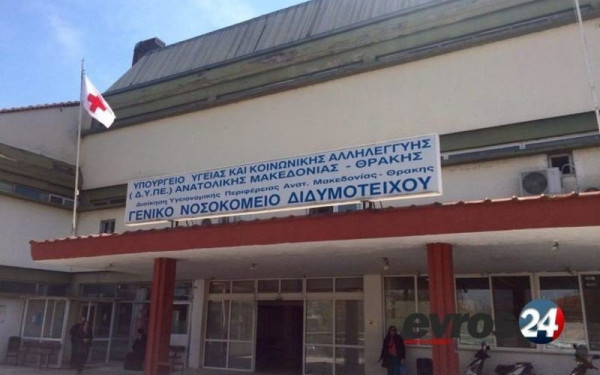 ΥΠΟΥΡΓΕΙΟ ΥΓΕΙΑΣ ΚΑΙ ΚΟΙΝΩΝΙΚΗΣ ΑΛΛΗΛΕΓΓΥΗΣ
( Δ.Υ.ΠΕ.) ΑΝΑΤΟΛΙΚΗΣ ΜΑΚΕΔΟΝΙΑΣ - ΘΡΑΚΗΣ
Διοίκηση Υγειονομικής Περιφέρειας Ανατ. Μακεδονίας - Θράκης
ΓΕΝΙΚΟ ΝΟΣΟΚΟΜΕΙΟ ΔΙΔΥΜΟΤΕΙΧΟΥ
evros24